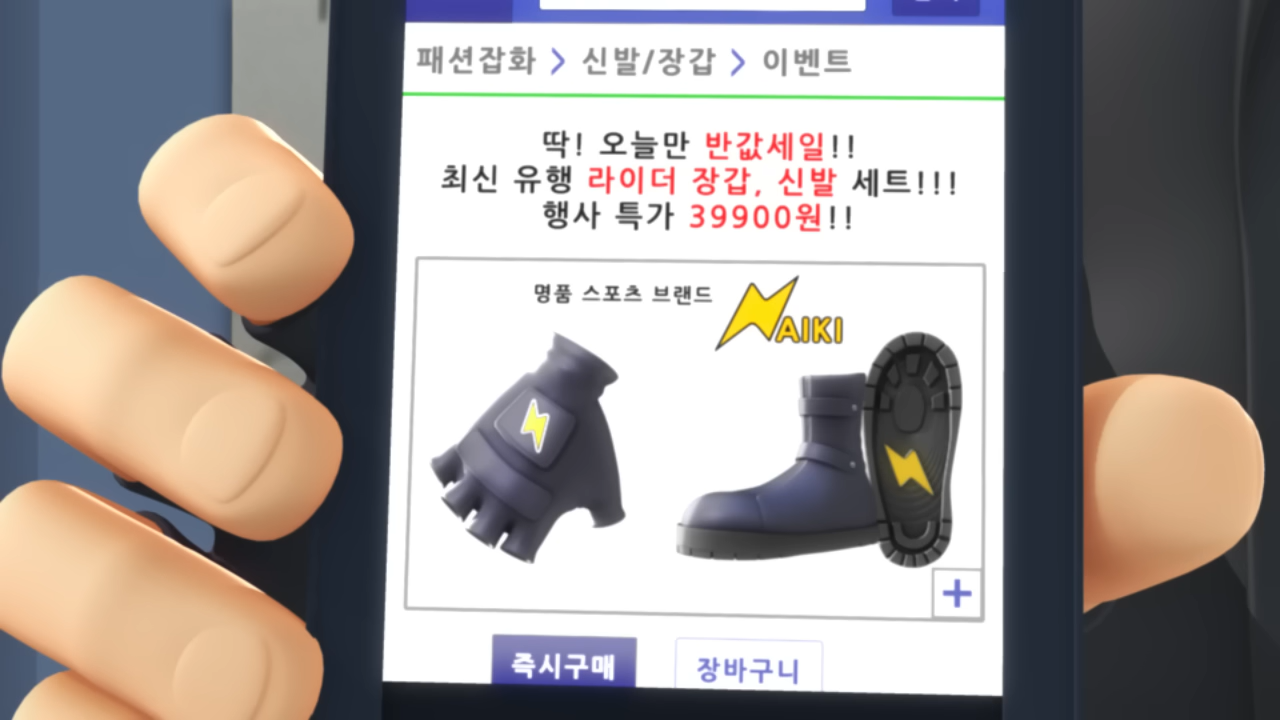 패션잡화 > 신발/장갑 > 이벤트
딱! 오늘만 반값세일!!
최신 유행 라이더 장갑, 신발 세트!!!
행사 특가 39900원!!
명품 스포츠 브랜드 NAIKI
+
즉시구매 장바구니